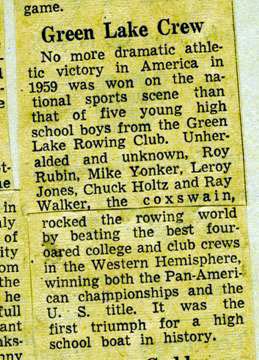 game.
Green Lake Crew
No more dramatic athle-
tic victory in America in
1959 was won on the na-
tional sports scene than
that of five young high
school boys from the Green
Lake Rowing Club. Unher-
alded and unknown, Roy
Rubin, Mike Yonker, Leroy
Jones, Chuck Holtz and Ray
Walker, the coxswain,
rocked the rowing world
by beating the best four-
oared college and club crews
in the Western Hemisphere,
winning both the Pan-Ameri-
can championships and the
U. S. title. It was the
first triumph for a high
school boat in history.